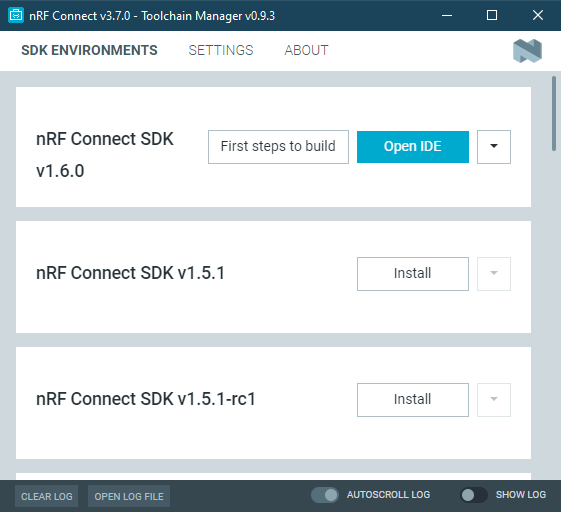 nRF Connect v3.7.0 - Toolchain Manager v0.9.3
SDK ENVIRONMENTS SETTINGS ABOUT
nRF Connect SDK
v1.6.0
First steps to build Open IDE
nRF Connect SDK v1.5.1 Install
nRF Connect SDK v1.5.1-rc1 Install
CLEAR LOG OPEN LOG FILE AUTOSCROLL LOG SHOW LOG